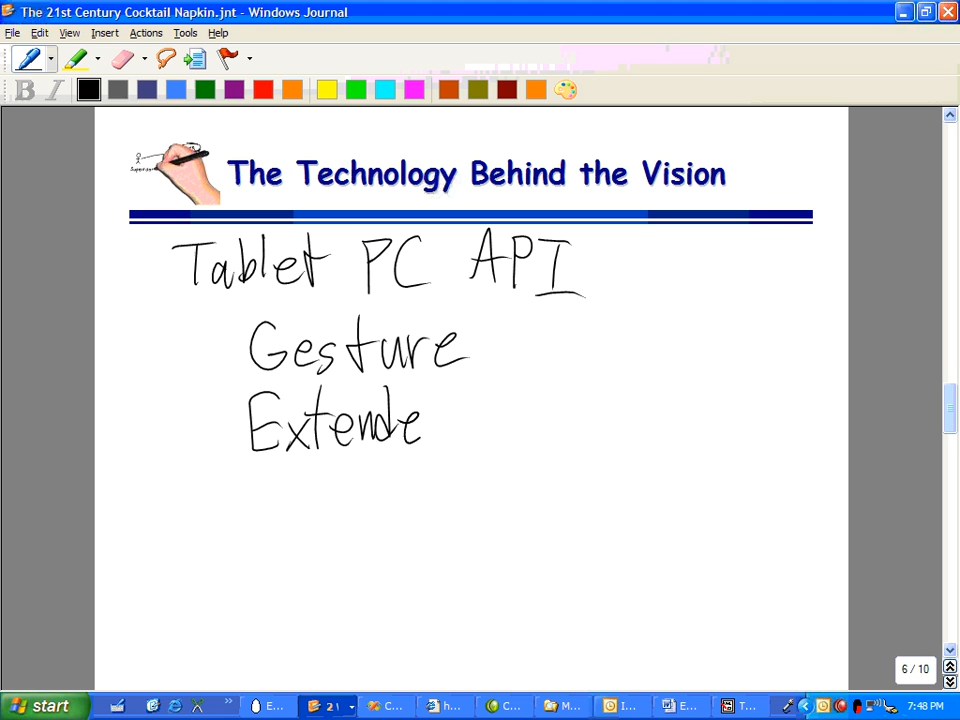 The 21st Century Cocktail Napkin.jnt - Windows Journal
File Edit View Insert Actions Tools Help
B I
The Technology Behind the Vision
Tablet PC API
Gesture
Extende
6 / 10
start E... 21 C... h... C... M... I... E... T... 7:48 PM